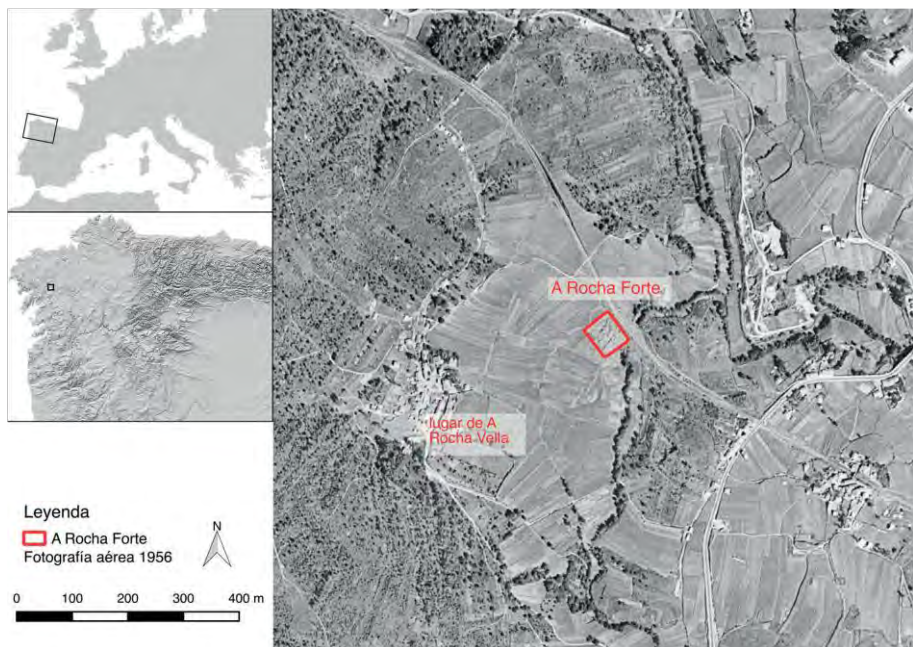 A Rocha Forte
lugar de A
Rocha Vella
Leyenda
A Rocha Forte
Fotografía aérea 1956
N
0 100 200 300 400 m